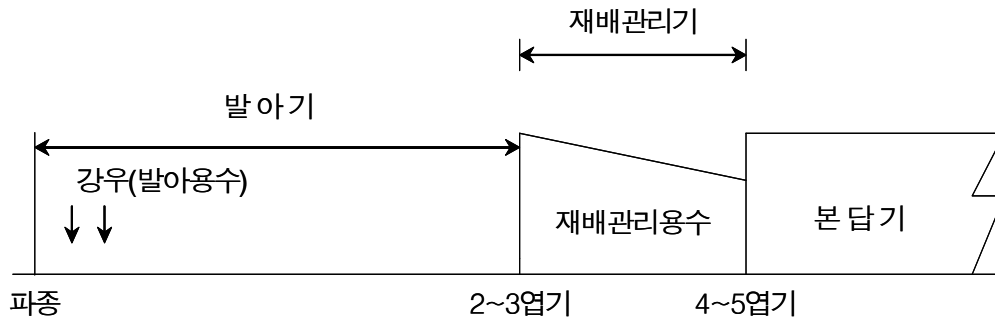 재배관리기
발 아 기
강우(발아용수)
재배관리용수
본 답 기
파종
2~3엽기
4~5엽기